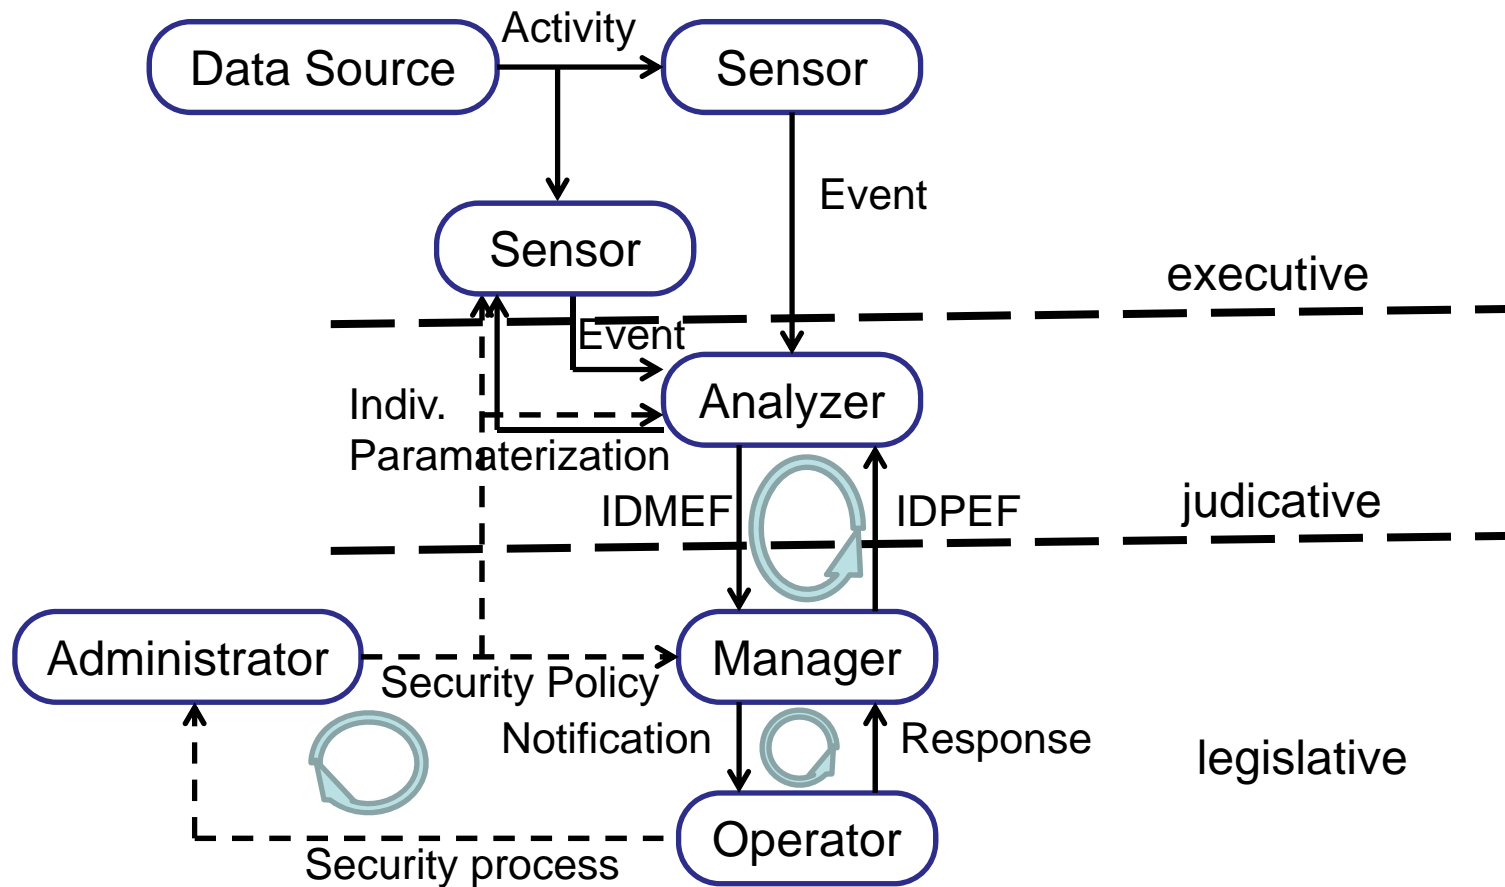 Activity
Data Source
Sensor
Event
Sensor
executive
Event
Analyzer
Indiv.
Paramaterization
IDMEF
IDPEF
judicative
Administrator
Manager
Security Policy
Notification
Response
legislative
Operator
Security process